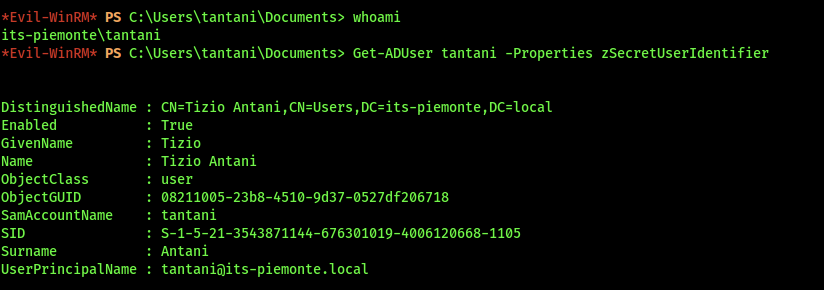 *Evil-WinRM* PS C:\Users\tantani\Documents> whoami
its-piemonte\tantani
*Evil-WinRM* PS C:\Users\tantani\Documents> Get-ADUser tantani -Properties zSecretUserIdentifier
DistinguishedName : CN=Tizio Antani,CN=Users,DC=its-piemonte,DC=local
Enabled           : True
GivenName         : Tizio
Name              : Tizio Antani
ObjectClass       : user
ObjectGUID        : 08211005-23b8-4510-9d37-0527df206718
SamAccountName    : tantani
SID               : S-1-5-21-3543871144-676301019-4006120668-1105
Surname           : Antani
UserPrincipalName : tantani@its-piemonte.local